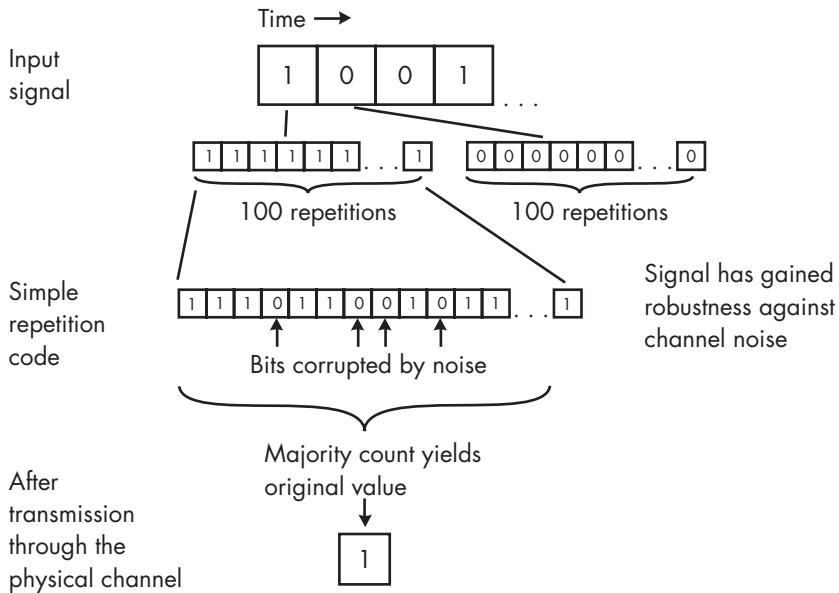 Time
Input
signal
1 0 0 1 ...
1 1 1 1 1 1 ... 1
0 0 0 0 0 0 ... 0
100 repetitions
100 repetitions
Simple
repetition
code
1 1 1 0 1 1 0 0 1 0 1 1 ... 1
Signal has gained
robustness against
channel noise
Bits corrupted by noise
Majority count yields
original value
After
transmission
through the
physical channel
1